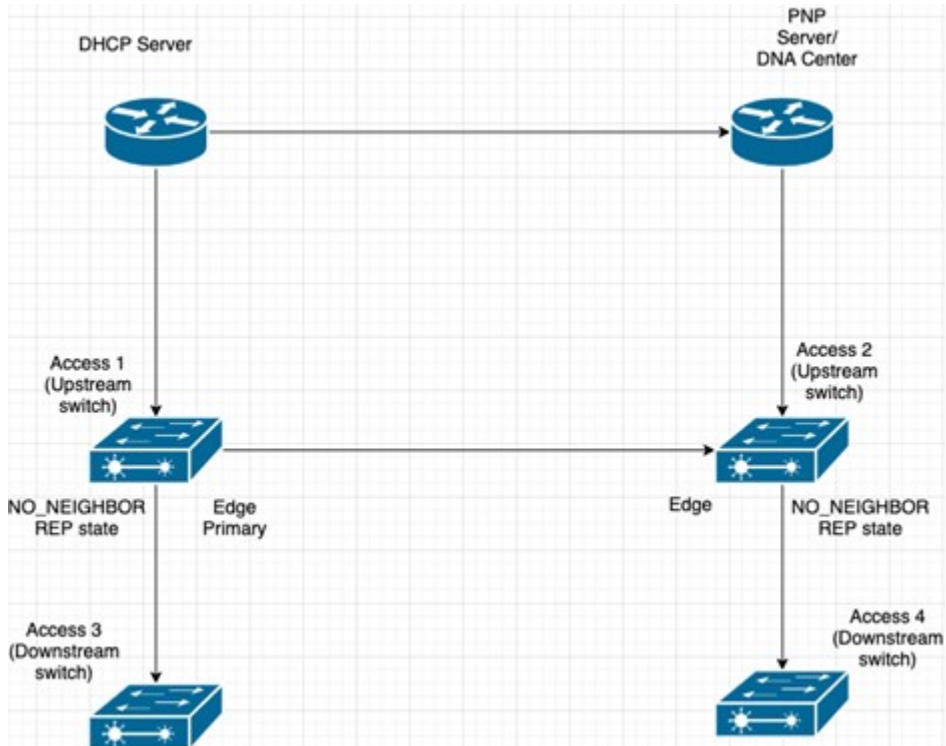 DHCP Server
PNP
Server/
DNA Center
Access 1
(Upstream
switch)
Access 2
(Upstream
switch)
NO_NEIGHBOR
REP state
Edge
Primary
Edge
NO_NEIGHBOR
REP state
Access 3
(Downstream
switch)
Access 4
(Downstream
switch)